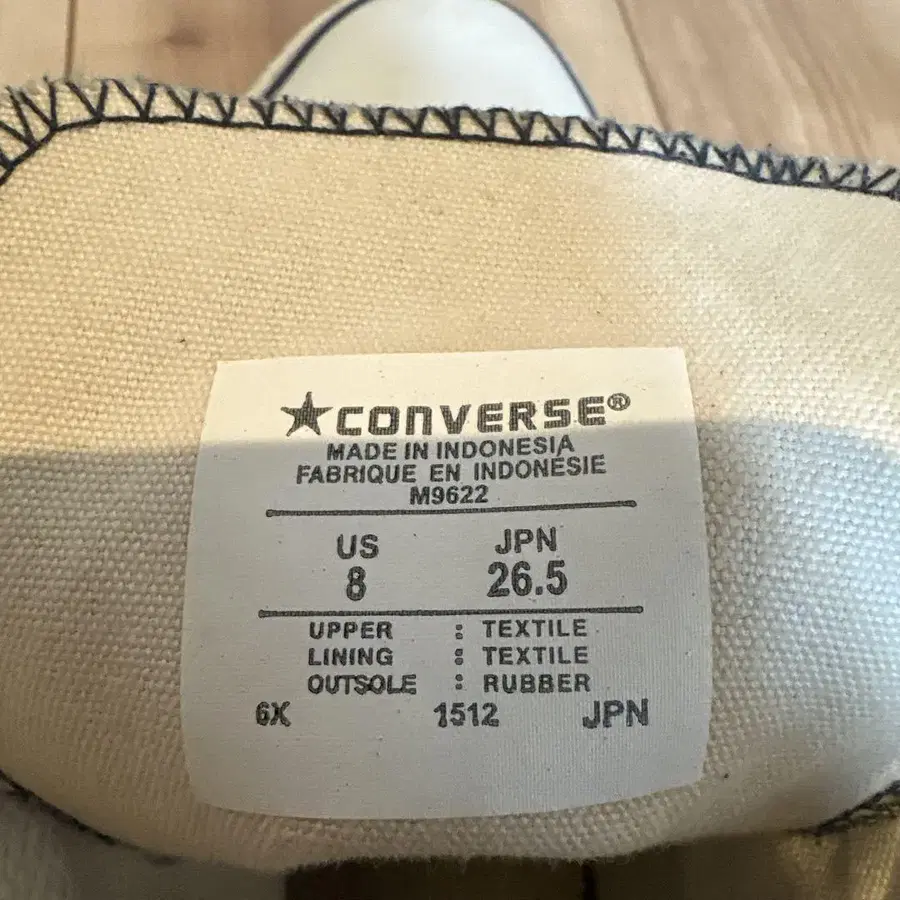 ★CONVERSE®
MADE IN INDONESIA
FABRIQUE EN INDONESIE
M9622
US JPN
8 26.5
UPPER : TEXTILE
LINING : TEXTILE
OUTSOLE : RUBBER
6X 1512 JPN